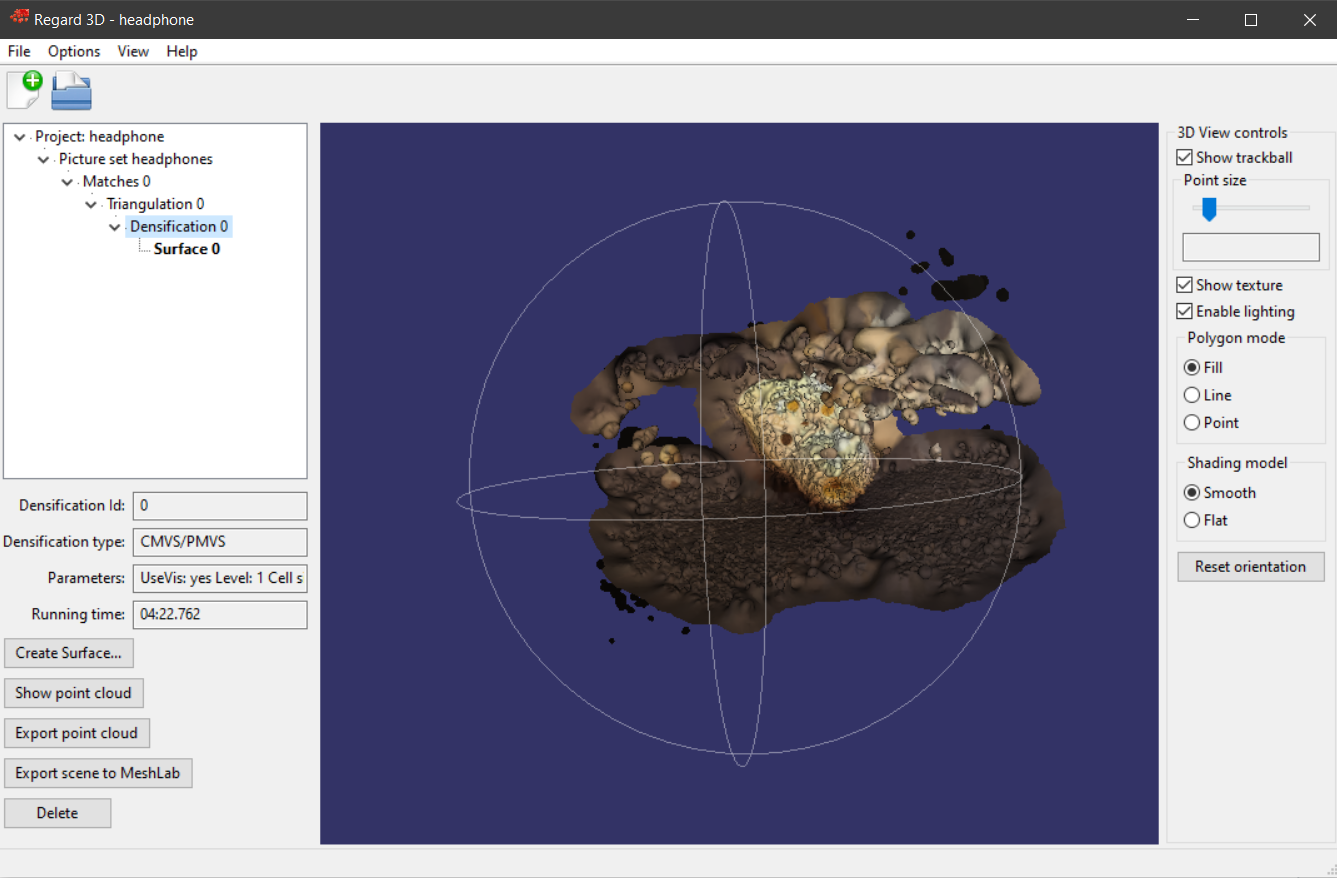 Regard 3D - headphone
File Options View Help
Project: headphone
Picture set headphones
Matches 0
Triangulation 0
Densification 0
Surface 0
Densification Id: 0
Densification type: CMVS/PMVS
Parameters: UseVis: yes Level: 1 Cell s
Running time: 04:22.762
Create Surface...
Show point cloud
Export point cloud
Export scene to MeshLab
Delete
3D View controls
Show trackball
Point size
Show texture
Enable lighting
Polygon mode
Fill
Line
Point
Shading model
Smooth
Flat
Reset orientation